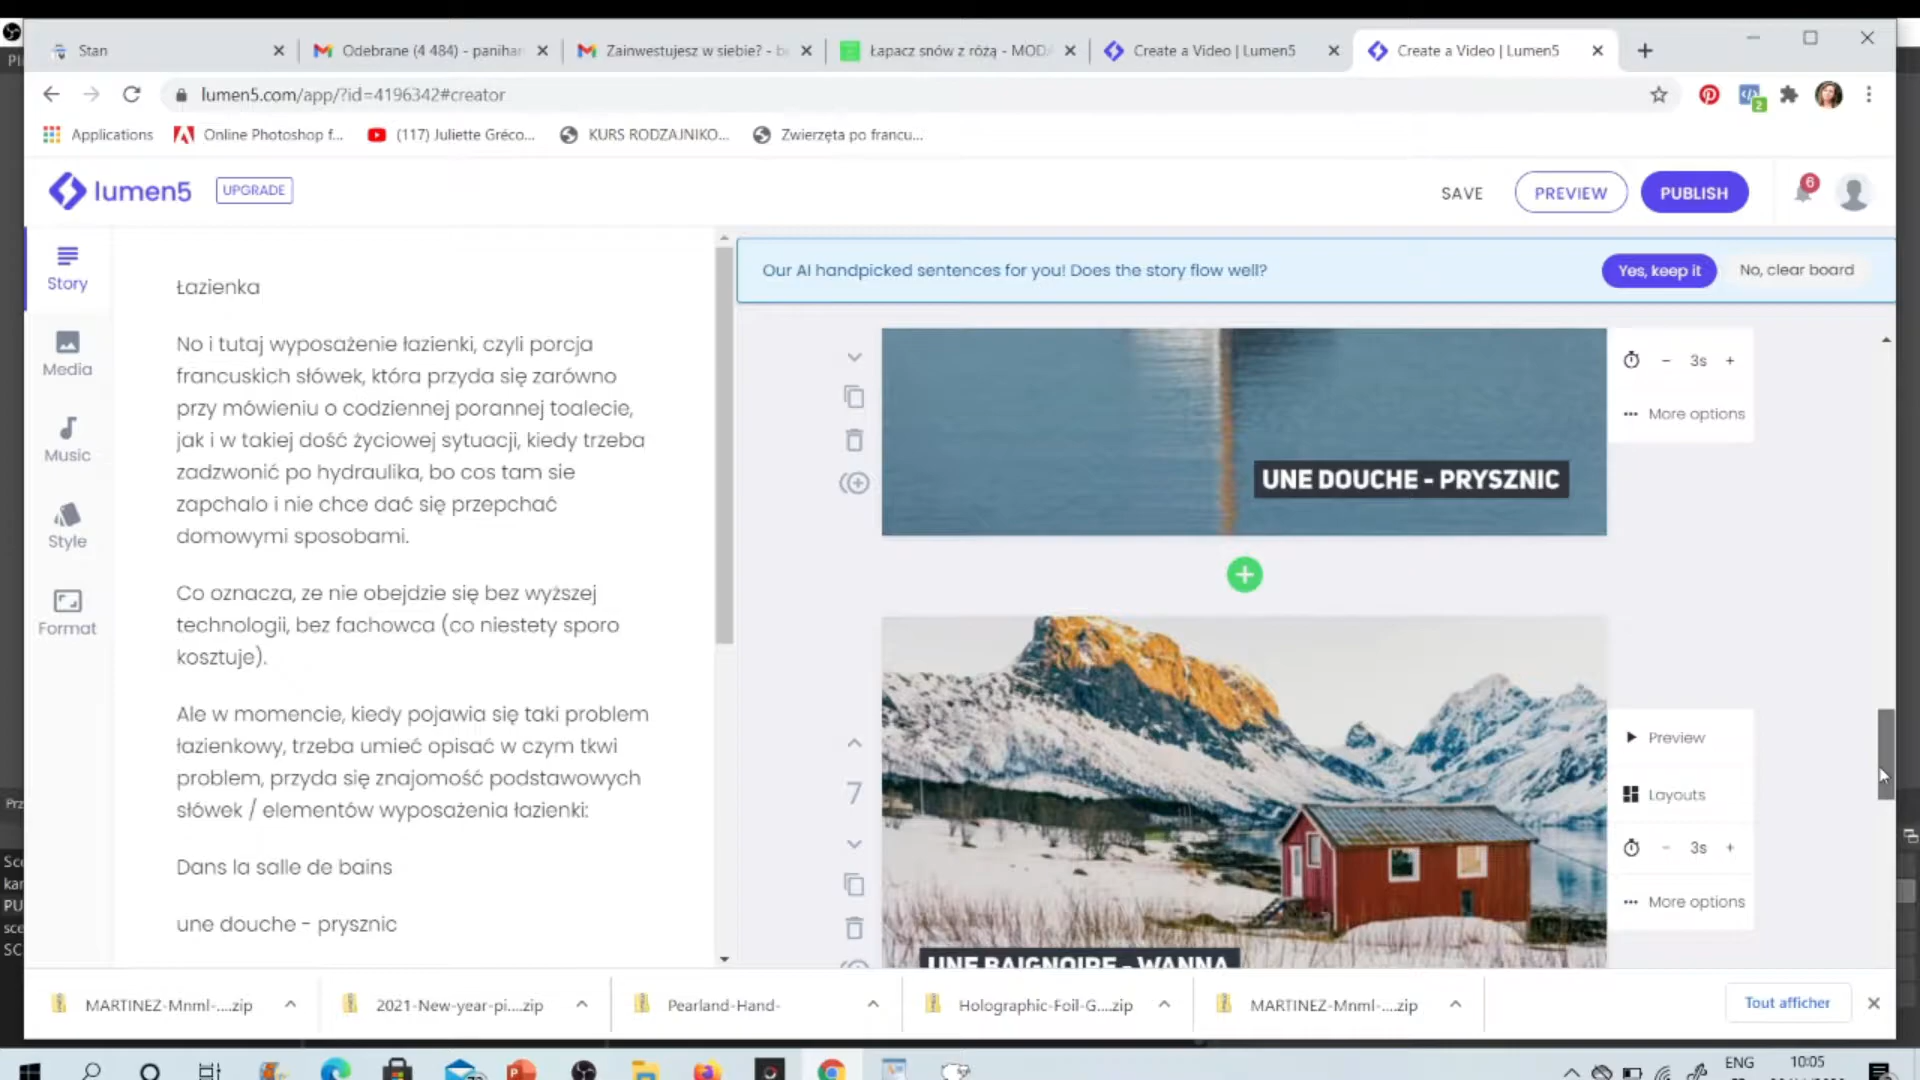 Stan
Odebrane (4 484) - panihar
Zainwestujesz w siebie? - b
Łapacz snów z różą - MODA
Create a Video | Lumen5
Create a Video | Lumen5
lumen5.com/app/?id=4196342#creator
2
Applications
Online Photoshop f...
(117) Juliette Gréco...
KURS RODZAJNIKO...
Zwierzęta po francu...
lumen5
UPGRADE
SAVE
PREVIEW
PUBLISH
6
Story
Media
Music
Style
Format
Łazienka
No i tutaj wyposażenie łazienki, czyli porcja
francuskich słówek, która przyda się zarówno
przy mówieniu o codziennej porannej toalecie,
jak i w takiej dość życiowej sytuacji, kiedy trzeba
zadzwonić po hydraulika, bo cos tam sie
zapchalo i nie chce dać się przepchać
domowymi sposobami.
Co oznacza, ze nie obejdzie się bez wyższej
technologii, bez fachowca (co niestety sporo
kosztuje).
Ale w momencie, kiedy pojawia się taki problem
łazienkowy, trzeba umieć opisać w czym tkwi
problem, przyda się znajomość podstawowych
słówek / elementów wyposażenia łazienki:
Dans la salle de bains
une douche - prysznic
Our AI handpicked sentences for you! Does the story flow well?
Yes, keep it
No, clear board
UNE DOUCHE - PRYSZNIC
- 3s +
More options
7
UNE BAIGNOIRE - WANNA
Preview
Layouts
- 3s +
More options
MARTINEZ-Mnml-....zip
2021-New-year-pi....zip
Pearland-Hand-
Holographic-Foil-G....zip
MARTINEZ-Mnml-....zip
Tout afficher
ENG
10:05